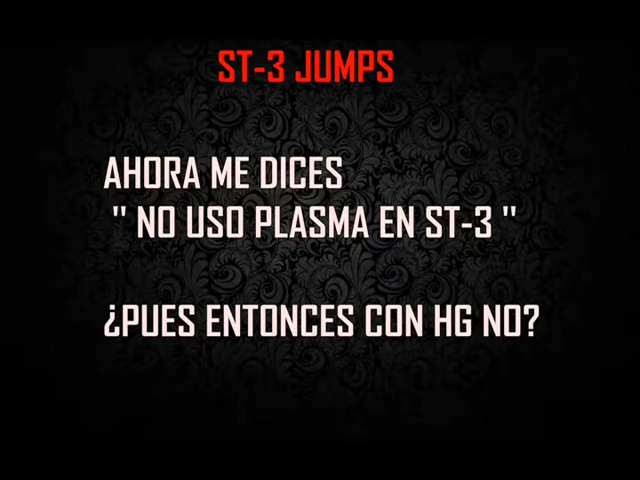 ST-3 JUMPS
AHORA ME DICES
" NO USO PLASMA EN ST-3 "
¿PUES ENTONCES CON HG NO?